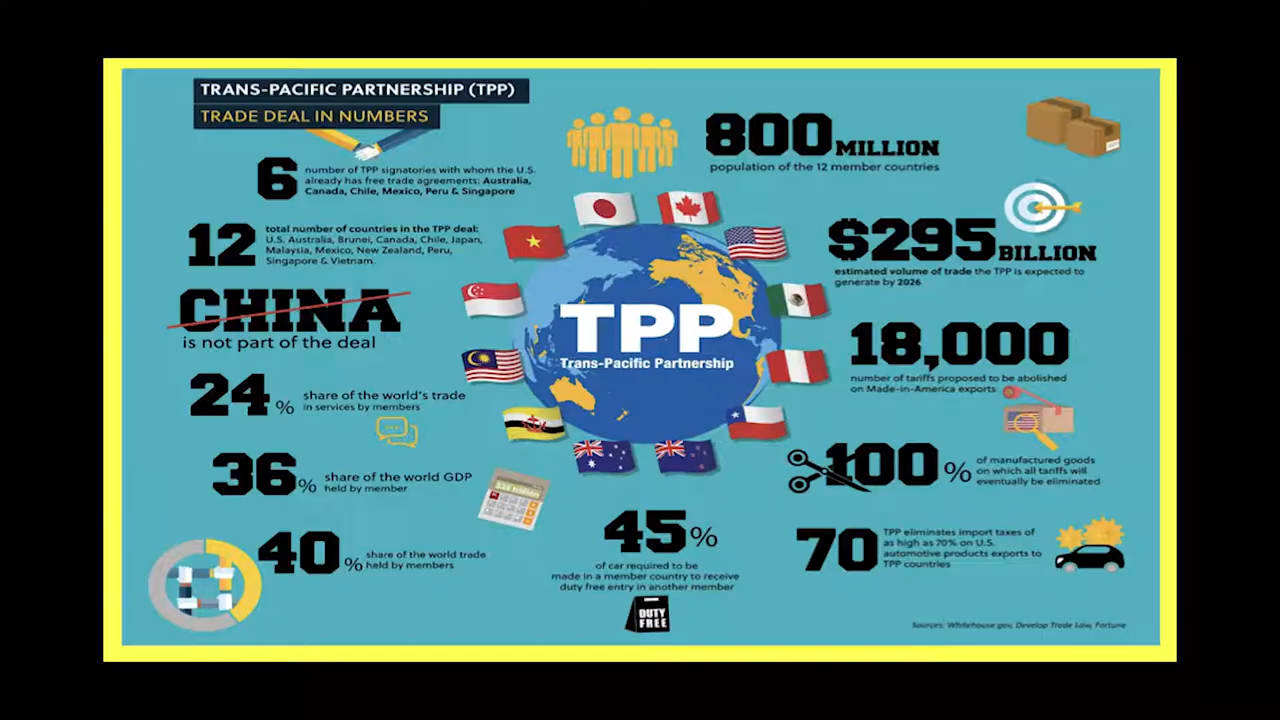 TRANS-PACIFIC PARTNERSHIP (TPP)
TRADE DEAL IN NUMBERS
6
number of TPP signatories with whom the U.S.
already has free trade agreements: Australia,
Canada, Chile, Mexico, Peru & Singapore
12
total number of countries in the TPP deal:
U.S. Australia, Brunei, Canada, Chile, Japan,
Malaysia, Mexico, New Zealand, Peru,
Singapore & Vietnam.
CHINA
is not part of the deal
24 %
share of the world's trade
in services by members
36 %
share of the world GDP
held by member
40 %
share of the world trade
held by members
TPP
Trans-Pacific Partnership
45 %
of car required to be
made in a member country to receive
duty free entry in another member
DUTY
FREE
800 MILLION
population of the 12 member countries
$295 BILLION
estimated volume of trade the TPP is expected to
generate by 2026
18,000
number of tariffs proposed to be abolished
on Made-in-America exports
100 %
of manufactured goods
on which all tariffs will
eventually be eliminated
70
TPP eliminates import taxes of
as high as 70% on U.S.
automotive products exports to
TPP countries
Sources: Whitehouse.gov, Develop Trade Law, Fortune